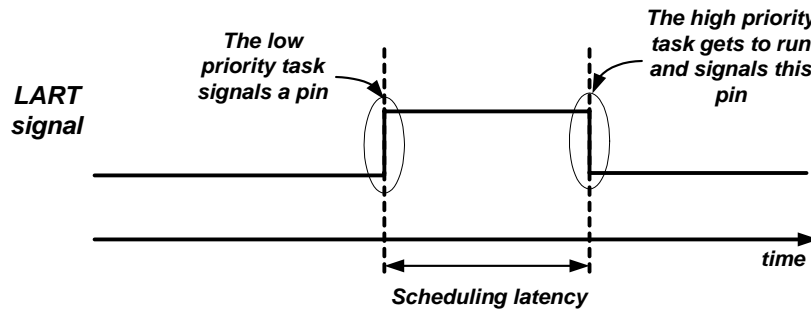 The low
priority task
signals a pin
The high priority
task gets to run
and signals this
pin
LART
signal
time
Scheduling latency